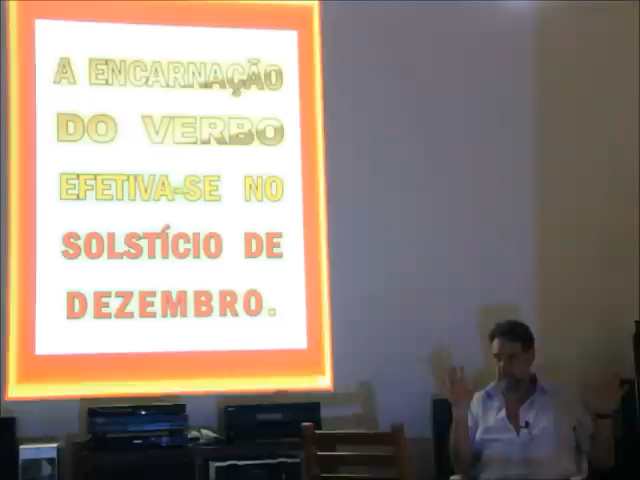 A ENCARNAÇÃO
DO VERBO
EFETIVA-SE NO
SOLSTÍCIO DE
DEZEMBRO.